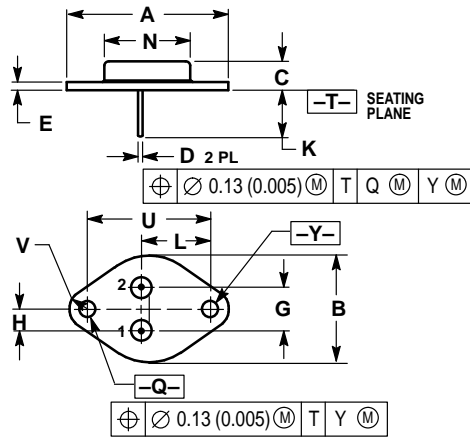 A
N
C
E
–T– SEATING PLANE
K
D 2 PL
⌖ ∅ 0.13 (0.005) Ⓜ T Q Ⓜ Y Ⓜ
U
V
L
–Y–
2
H
G
B
1
–Q–
⌖ ∅ 0.13 (0.005) Ⓜ T Y Ⓜ